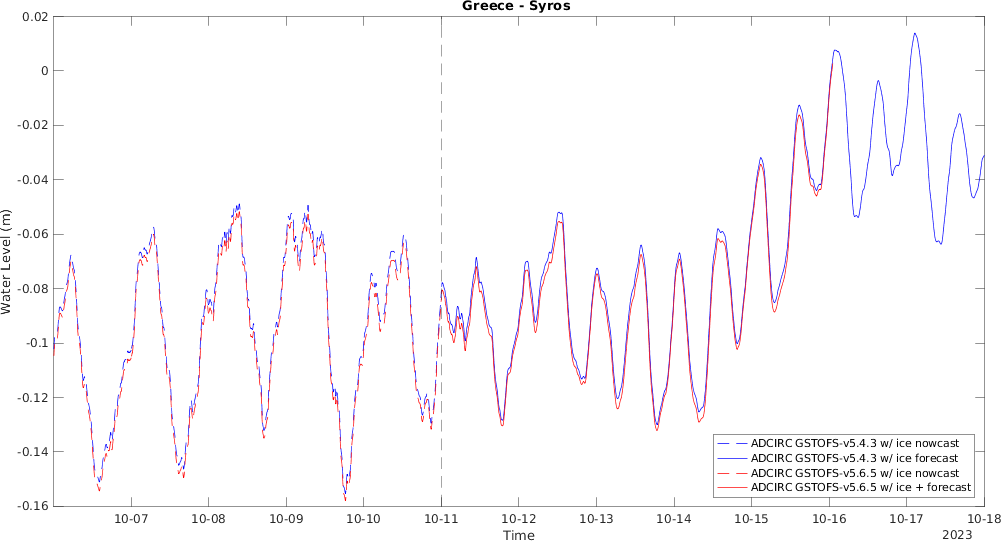 Greece - Syros
0.02
0
-0.02
-0.04
-0.06
-0.08
-0.1
-0.12
-0.14
-0.16
Water Level (m)
ADCIRC GSTOFS-v5.4.3 w/ ice nowcast
ADCIRC GSTOFS-v5.4.3 w/ ice forecast
ADCIRC GSTOFS-v5.6.5 w/ ice nowcast
ADCIRC GSTOFS-v5.6.5 w/ ice + forecast
10-07 10-08 10-09 10-10 10-11 10-12 10-13 10-14 10-15 10-16 10-17 10-18
Time
2023